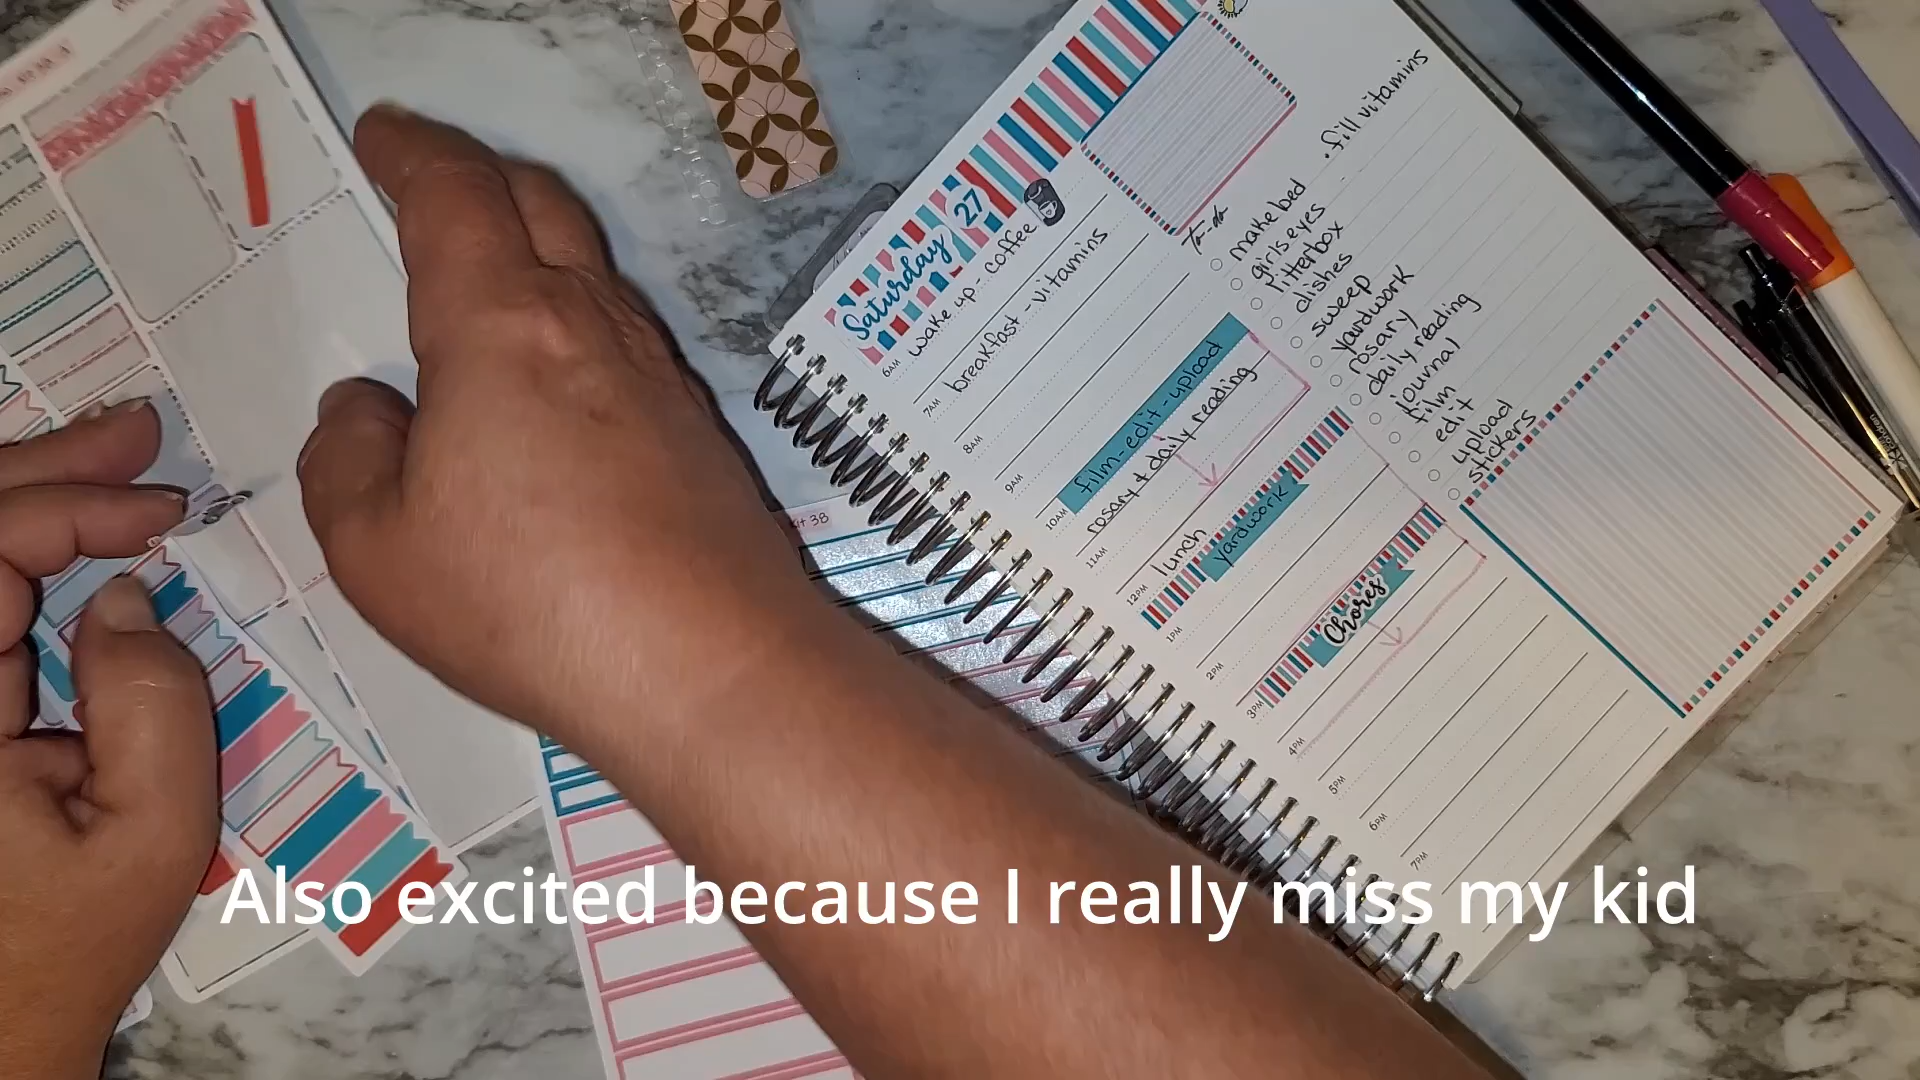 Kit 38
Saturday
27
6AM wake up - coffee
7AM breakfast - vitamins
8AM
9AM
10AM film - edit - upload
rosary + daily reading
11AM
12PM lunch
yardwork
1PM
2PM
Chores
3PM
4PM
5PM
6PM
7PM
To-do
make bed
girls eyes
litterbox
dishes
sweep
yardwork
rosary
daily reading
journal
film
edit
upload
stickers
• fill vitamins
Also excited because I really miss my kid